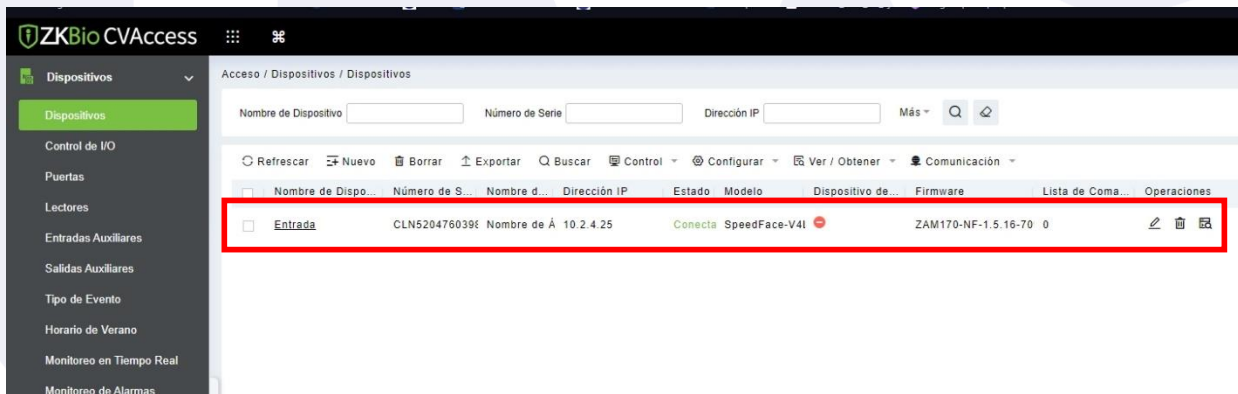 ZKBio CVAccess
Dispositivos
Acceso / Dispositivos / Dispositivos
Dispositivos
Nombre de Dispositivo Número de Serie Dirección IP Más
Control de I/O
Refrescar Nuevo Borrar Exportar Buscar Control Configurar Ver / Obtener Comunicación
Puertas
Nombre de Dispo... Número de S... Nombre d... Dirección IP Estado Modelo Dispositivo de... Firmware Lista de Coma... Operaciones
Lectores
Entrada CLN520476039 Nombre de Á 10.2.4.25 Conecta SpeedFace-V4 ZAM170-NF-1.5.16-70 0
Entradas Auxiliares
Salidas Auxiliares
Tipo de Evento
Horario de Verano
Monitoreo en Tiempo Real
Monitoreo de Alarmas